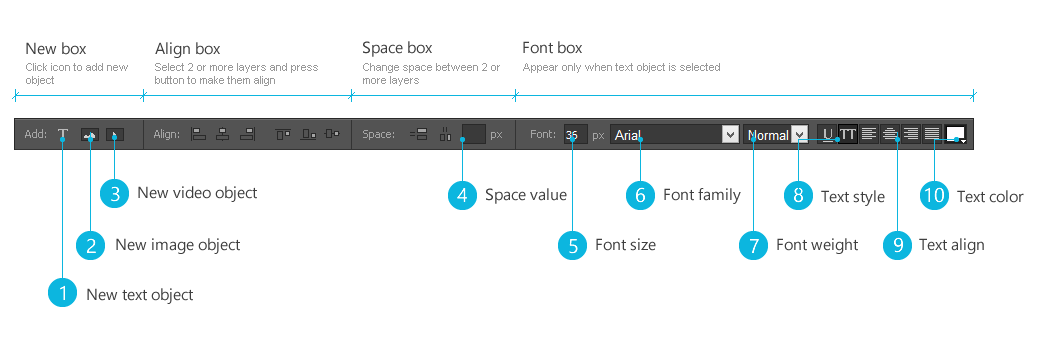 New box
Click icon to add new
object
Align box
Select 2 or more layers and press
button to make them align
Space box
Change space between 2 or
more layers
Font box
Appear only when text object is selected
Add: T Align: Space: px Font: 36 px Arial Normal U TT
3 New video object
4 Space value
6 Font family
8 Text style
10 Text color
2 New image object
5 Font size
7 Font weight
9 Text align
1 New text object